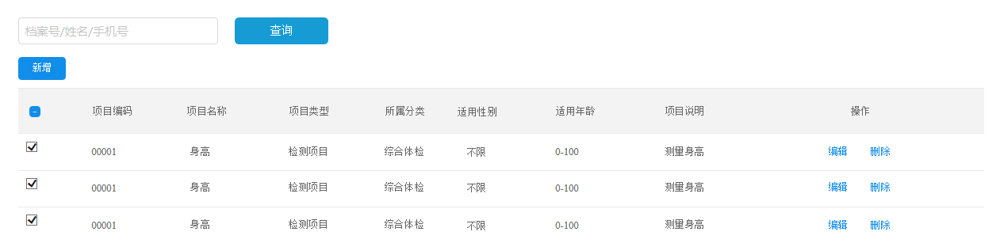 档案号/姓名/手机号 查询
新增
项目编码 项目名称 项目类型 所属分类 适用性别 适用年龄 项目说明 操作
00001 身高 检测项目 综合体检 不限 0-100 测量身高 编辑 删除
00001 身高 检测项目 综合体检 不限 0-100 测量身高 编辑 删除
00001 身高 检测项目 综合体检 不限 0-100 测量身高 编辑 删除